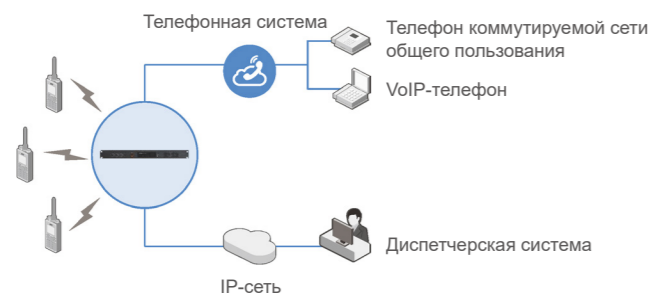 Телефонная система
Телефон коммутируемой сети
общего пользования
VoIP-телефон
Диспетчерская система
IP-сеть